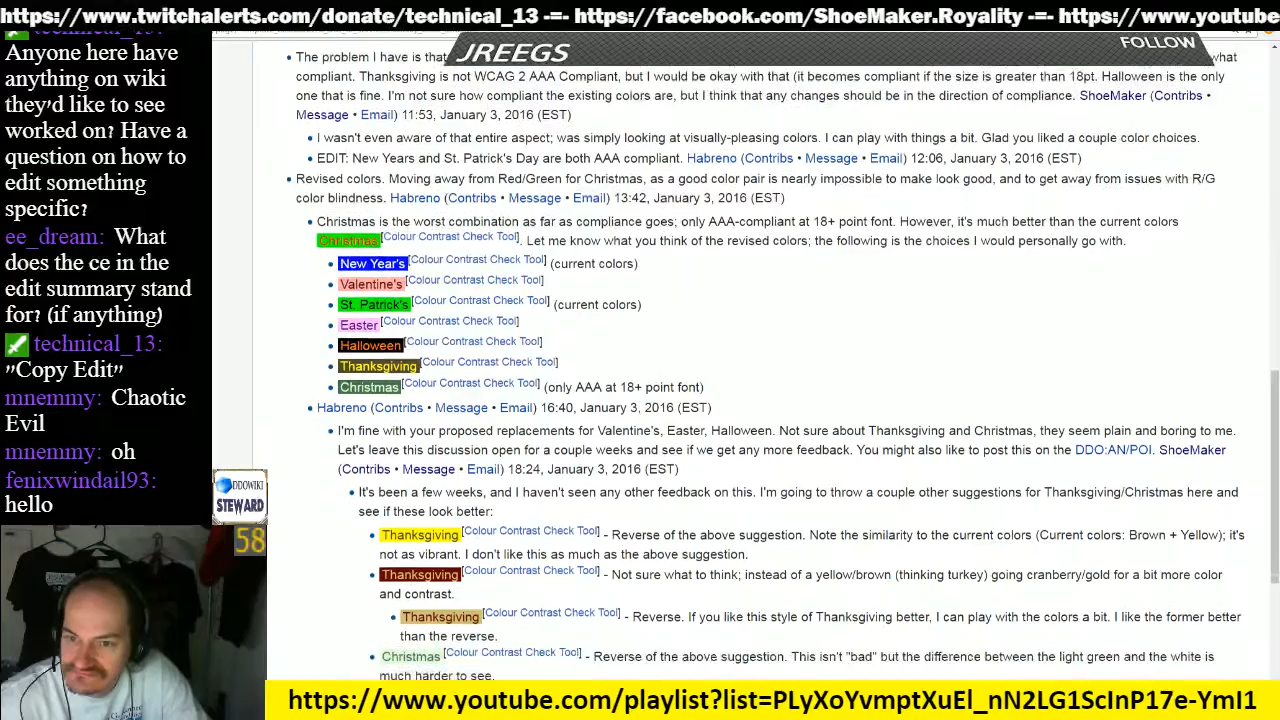 https://www.twitchalerts.com/donate/technical_13 -=- https://facebook.com/ShoeMaker.Royality -=- https://www.youtube
technical_13:
Anyone here have
anything on wiki
they'd like to see
worked on? Have a
question on how to
edit something
specific?
ee_dream: What
does the ce in the
edit summary stand
for? (if anything)
technical_13:
"Copy Edit"
mnemmy: Chaotic
Evil
mnemmy: oh
fenixwindail93:
hello
DDOWIKI
STEWARD
58
JREEGS
FOLLOW
The problem I have is that what
compliant. Thanksgiving is not WCAG 2 AAA Compliant, but I would be okay with that (it becomes compliant if the size is greater than 18pt. Halloween is the only
one that is fine. I'm not sure how compliant the existing colors are, but I think that any changes should be in the direction of compliance. ShoeMaker (Contribs •
Message • Email) 11:53, January 3, 2016 (EST)
• I wasn't even aware of that entire aspect; was simply looking at visually-pleasing colors. I can play with things a bit. Glad you liked a couple color choices.
• EDIT: New Years and St. Patrick's Day are both AAA compliant. Habreno (Contribs • Message • Email) 12:06, January 3, 2016 (EST)
• Revised colors. Moving away from Red/Green for Christmas, as a good color pair is nearly impossible to make look good, and to get away from issues with R/G
color blindness. Habreno (Contribs • Message • Email) 13:42, January 3, 2016 (EST)
• Christmas is the worst combination as far as compliance goes; only AAA-compliant at 18+ point font. However, it's much better than the current colors
Christmas[Colour Contrast Check Tool]. Let me know what you think of the revised colors; the following is the choices I would personally go with.
• New Year's[Colour Contrast Check Tool] (current colors)
• Valentine's[Colour Contrast Check Tool]
• St. Patrick's[Colour Contrast Check Tool] (current colors)
• Easter[Colour Contrast Check Tool]
• Halloween[Colour Contrast Check Tool]
• Thanksgiving[Colour Contrast Check Tool]
• Christmas[Colour Contrast Check Tool] (only AAA at 18+ point font)
• Habreno (Contribs • Message • Email) 16:40, January 3, 2016 (EST)
• I'm fine with your proposed replacements for Valentine's, Easter, Halloween. Not sure about Thanksgiving and Christmas, they seem plain and boring to me.
Let's leave this discussion open for a couple weeks and see if we get any more feedback. You might also like to post this on the DDO:AN/POI. ShoeMaker
(Contribs • Message • Email) 18:24, January 3, 2016 (EST)
• It's been a few weeks, and I haven't seen any other feedback on this. I'm going to throw a couple other suggestions for Thanksgiving/Christmas here and
see if these look better:
• Thanksgiving[Colour Contrast Check Tool] - Reverse of the above suggestion. Note the similarity to the current colors (Current colors: Brown + Yellow); it's
not as vibrant. I don't like this as much as the above suggestion.
• Thanksgiving[Colour Contrast Check Tool] - Not sure what to think; instead of a yellow/brown (thinking turkey) going cranberry/gold for a bit more color
and contrast.
• Thanksgiving[Colour Contrast Check Tool] - Reverse. If you like this style of Thanksgiving better, I can play with the colors a bit. I like the former better
than the reverse.
• Christmas [Colour Contrast Check Tool] - Reverse of the above suggestion. This isn't "bad" but the difference between the light green and the white is
much harder to see.
https://www.youtube.com/playlist?list=PLyXoYvmptXuEl_nN2LG1ScInP17e-YmI1